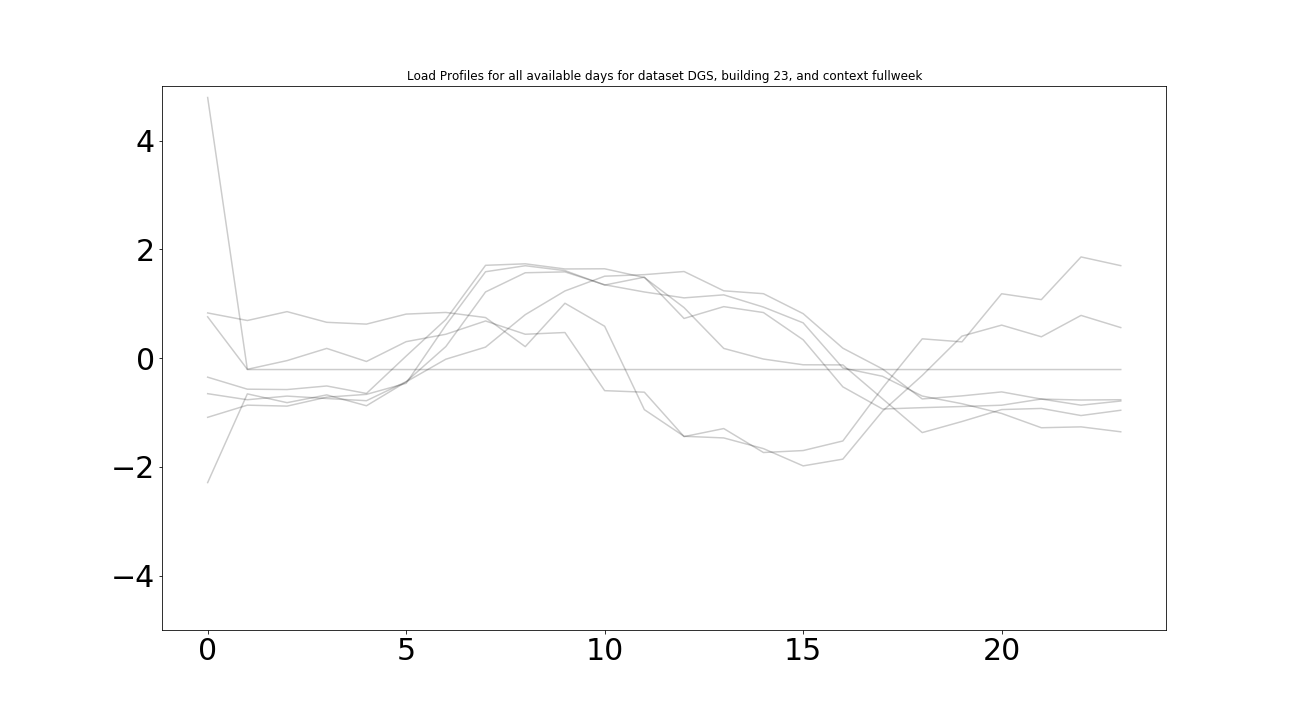 Load Profiles for all available days for dataset DGS, building 23, and context fullweek
4
2
0
−2
−4
0 5 10 15 20